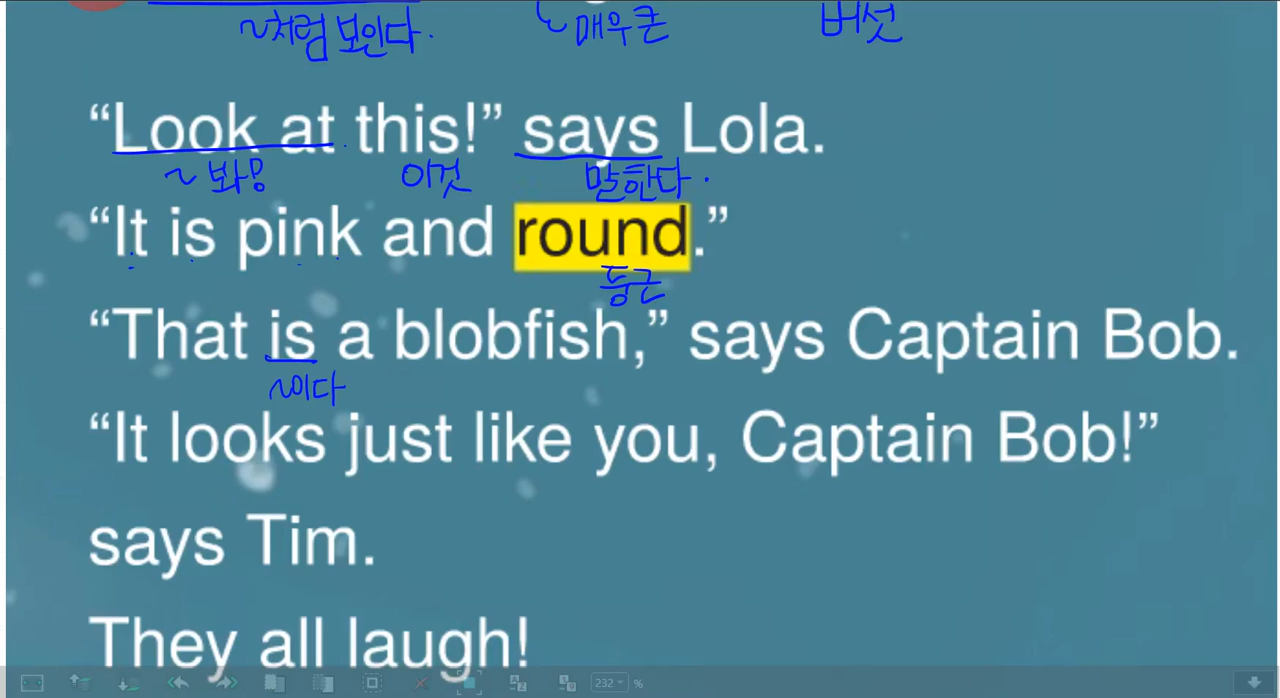 ~처럼 보인다. 매우 큰 버섯
“Look at this!” says Lola.
~ 봐! 이것 말한다.
“It is pink and round.”
둥근
“That is a blobfish,” says Captain Bob.
~이다
“It looks just like you, Captain Bob!”
says Tim.
They all laugh!
232 %